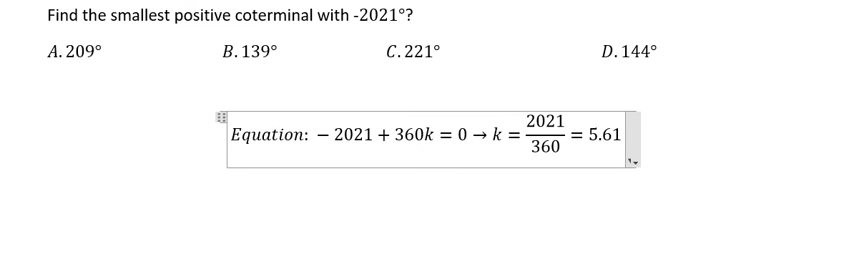 Find the smallest positive coterminal with -2021°?
A. 209° B. 139° C. 221° D. 144°
Equation: − 2021 + 360k = 0 → k = 2021/360 = 5.61